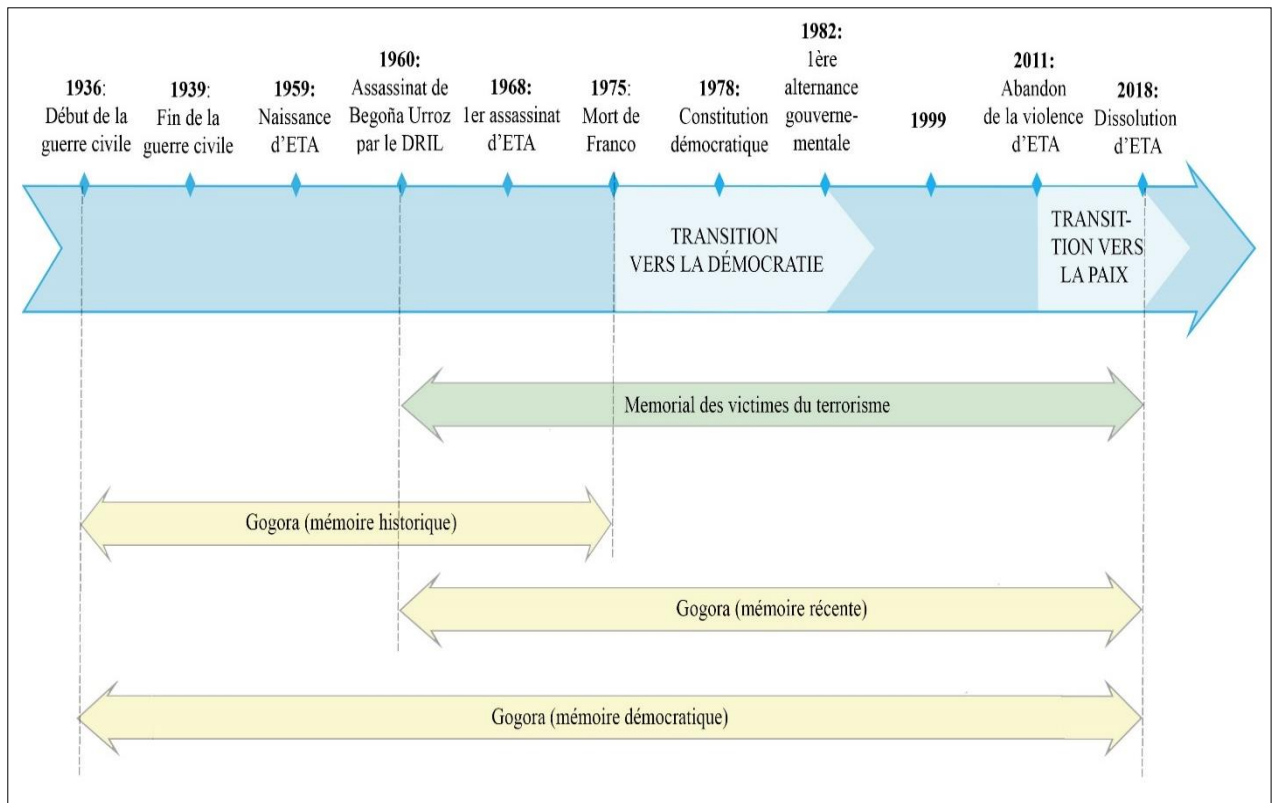 1936:
Début de la
guerre civile
1939:
Fin de la
guerre civile
1959:
Naissance
d’ETA
1960:
Assassinat de
Begoña Urroz
par le DRIL
1968:
1er assassinat
d’ETA
1975:
Mort de
Franco
1978:
Constitution
démocratique
1982:
1ère
alternance
gouverne-
mentale
1999
2011:
Abandon
de la violence
d’ETA
2018:
Dissolution
d’ETA
TRANSITION
VERS LA DÉMOCRATIE
TRANSIT-
TION VERS
LA PAIX
Memorial des victimes du terrorisme
Gogora (mémoire historique)
Gogora (mémoire récente)
Gogora (mémoire démocratique)